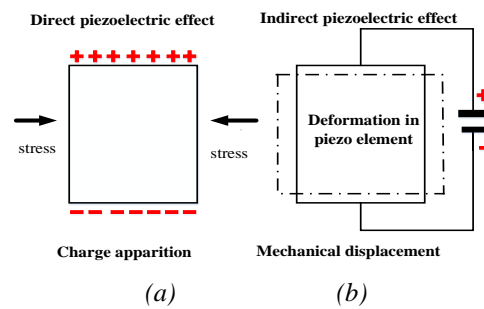 Direct piezoelectric effect
+ + + + + + +
stress
stress
− − − − − − −
Charge apparition
(a)
Indirect piezoelectric effect
+
Deformation in
piezo element
-
Mechanical displacement
(b)